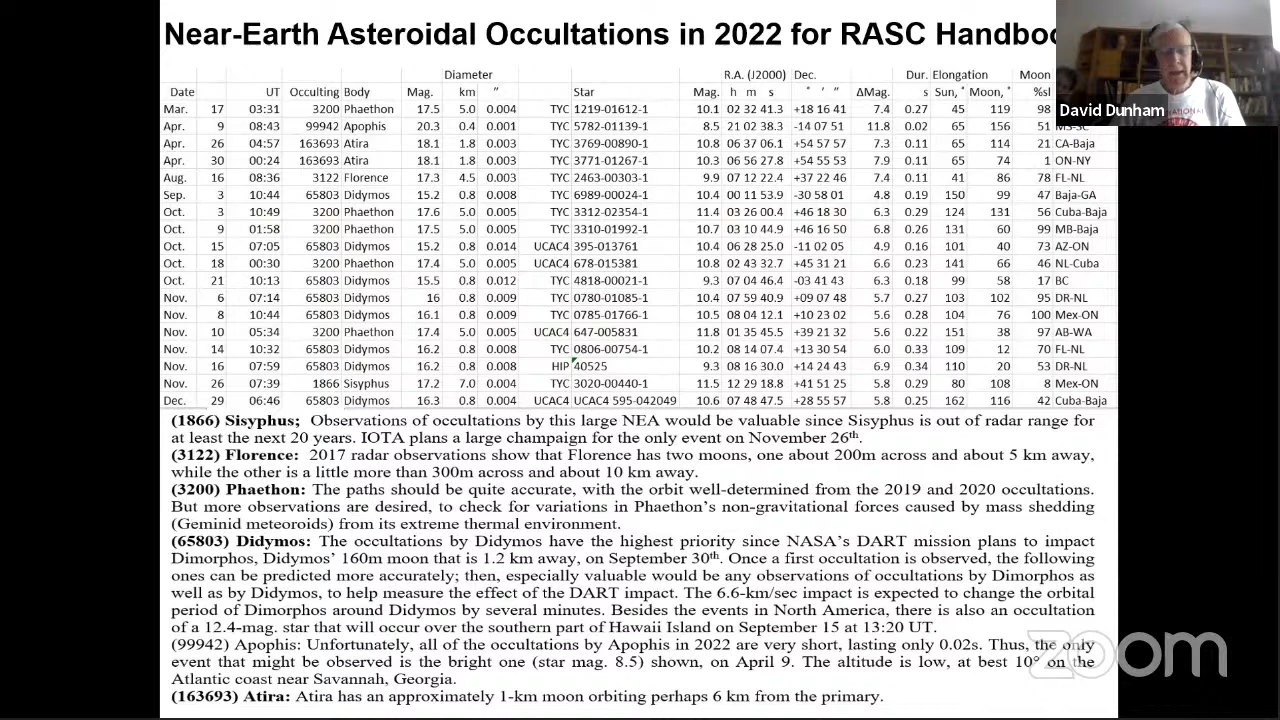 Near-Earth Asteroidal Occultations in 2022 for RASC Handboo
Diameter R.A. (J2000) Dec. Dur. Elongation Moon
Date UT Occulting Body Mag. km " Star Mag. h m s ° ' " ΔMag. s Sun, ° Moon, ° %sl
Mar. 17 03:31 3200 Phaethon 17.5 5.0 0.004 TYC 1219-01612-1 10.1 02 32 41.3 +18 16 41 7.4 0.27 45 119 98
Apr. 9 08:43 99942 Apophis 20.3 0.4 0.001 TYC 5782-01139-1 8.5 21 02 38.3 -14 07 51 11.8 0.02 65 156 51 MS-SC
Apr. 26 04:57 163693 Atira 18.1 1.8 0.003 TYC 3769-00890-1 10.8 06 37 06.1 +54 57 57 7.3 0.11 65 114 21 CA-Baja
Apr. 30 00:24 163693 Atira 18.1 1.8 0.003 TYC 3771-01267-1 10.3 06 56 27.8 +54 55 53 7.9 0.11 65 74 1 ON-NY
Aug. 16 08:36 3122 Florence 17.3 4.5 0.003 TYC 2463-00303-1 9.9 07 12 22.4 +37 22 46 7.4 0.11 41 86 78 FL-NL
Sep. 3 10:44 65803 Didymos 15.2 0.8 0.008 TYC 6989-00024-1 10.4 00 11 53.9 -30 58 01 4.8 0.19 150 99 47 Baja-GA
Oct. 3 10:49 3200 Phaethon 17.6 5.0 0.005 TYC 3312-02354-1 11.4 03 26 00.4 +46 18 30 6.3 0.29 124 131 56 Cuba-Baja
Oct. 9 01:58 3200 Phaethon 17.5 5.0 0.005 TYC 3310-01992-1 10.7 03 10 44.9 +46 16 50 6.8 0.26 131 60 99 MB-Baja
Oct. 15 07:05 65803 Didymos 15.2 0.8 0.014 UCAC4 395-013761 10.4 06 28 25.0 -11 02 05 4.9 0.16 101 40 73 AZ-ON
Oct. 18 00:30 3200 Phaethon 17.4 5.0 0.005 UCAC4 678-015381 10.8 02 43 32.7 +45 31 21 6.6 0.23 141 66 46 NL-Cuba
Oct. 21 10:13 65803 Didymos 15.5 0.8 0.012 TYC 4818-00021-1 9.3 07 04 46.4 -03 41 43 6.3 0.18 99 58 17 BC
Nov. 6 07:14 65803 Didymos 16 0.8 0.009 TYC 0780-01085-1 10.4 07 59 40.9 +09 07 48 5.7 0.27 103 102 95 DR-NL
Nov. 8 10:44 65803 Didymos 16.1 0.8 0.009 TYC 0785-01766-1 10.5 08 04 12.1 +10 23 02 5.6 0.28 104 76 100 Mex-ON
Nov. 10 05:34 3200 Phaethon 17.4 5.0 0.005 UCAC4 647-005831 11.8 01 35 45.5 +39 21 32 5.6 0.22 151 38 97 AB-WA
Nov. 14 10:32 65803 Didymos 16.2 0.8 0.008 TYC 0806-00754-1 10.2 08 14 07.4 +13 30 54 6.0 0.33 109 12 70 FL-NL
Nov. 16 07:59 65803 Didymos 16.2 0.8 0.008 HIP 40525 9.3 08 16 30.0 +14 24 43 6.9 0.34 110 20 53 DR-NL
Nov. 26 07:39 1866 Sisyphus 17.2 7.0 0.004 TYC 3020-00440-1 11.5 12 29 18.8 +41 51 25 5.8 0.29 80 108 8 Mex-ON
Dec. 29 06:46 65803 Didymos 16.3 0.8 0.004 UCAC4 UCAC4 595-042049 10.6 07 48 47.5 +28 55 57 5.8 0.25 162 116 42 Cuba-Baja
David Dunham
(1866) Sisyphus; Observations of occultations by this large NEA would be valuable since Sisyphus is out of radar range for
at least the next 20 years. IOTA plans a large champaign for the only event on November 26th.
(3122) Florence: 2017 radar observations show that Florence has two moons, one about 200m across and about 5 km away,
while the other is a little more than 300m across and about 10 km away.
(3200) Phaethon: The paths should be quite accurate, with the orbit well-determined from the 2019 and 2020 occultations.
But more observations are desired, to check for variations in Phaethon's non-gravitational forces caused by mass shedding
(Geminid meteoroids) from its extreme thermal environment.
(65803) Didymos: The occultations by Didymos have the highest priority since NASA's DART mission plans to impact
Dimorphos, Didymos' 160m moon that is 1.2 km away, on September 30th. Once a first occultation is observed, the following
ones can be predicted more accurately; then, especially valuable would be any observations of occultations by Dimorphos as
well as by Didymos, to help measure the effect of the DART impact. The 6.6-km/sec impact is expected to change the orbital
period of Dimorphos around Didymos by several minutes. Besides the events in North America, there is also an occultation
of a 12.4-mag. star that will occur over the southern part of Hawaii Island on September 15 at 13:20 UT.
(99942) Apophis: Unfortunately, all of the occultations by Apophis in 2022 are very short, lasting only 0.02s. Thus, the only
event that might be observed is the bright one (star mag. 8.5) shown, on April 9. The altitude is low, at best 10° on the
Atlantic coast near Savannah, Georgia.
(163693) Atira: Atira has an approximately 1-km moon orbiting perhaps 6 km from the primary.
zoom